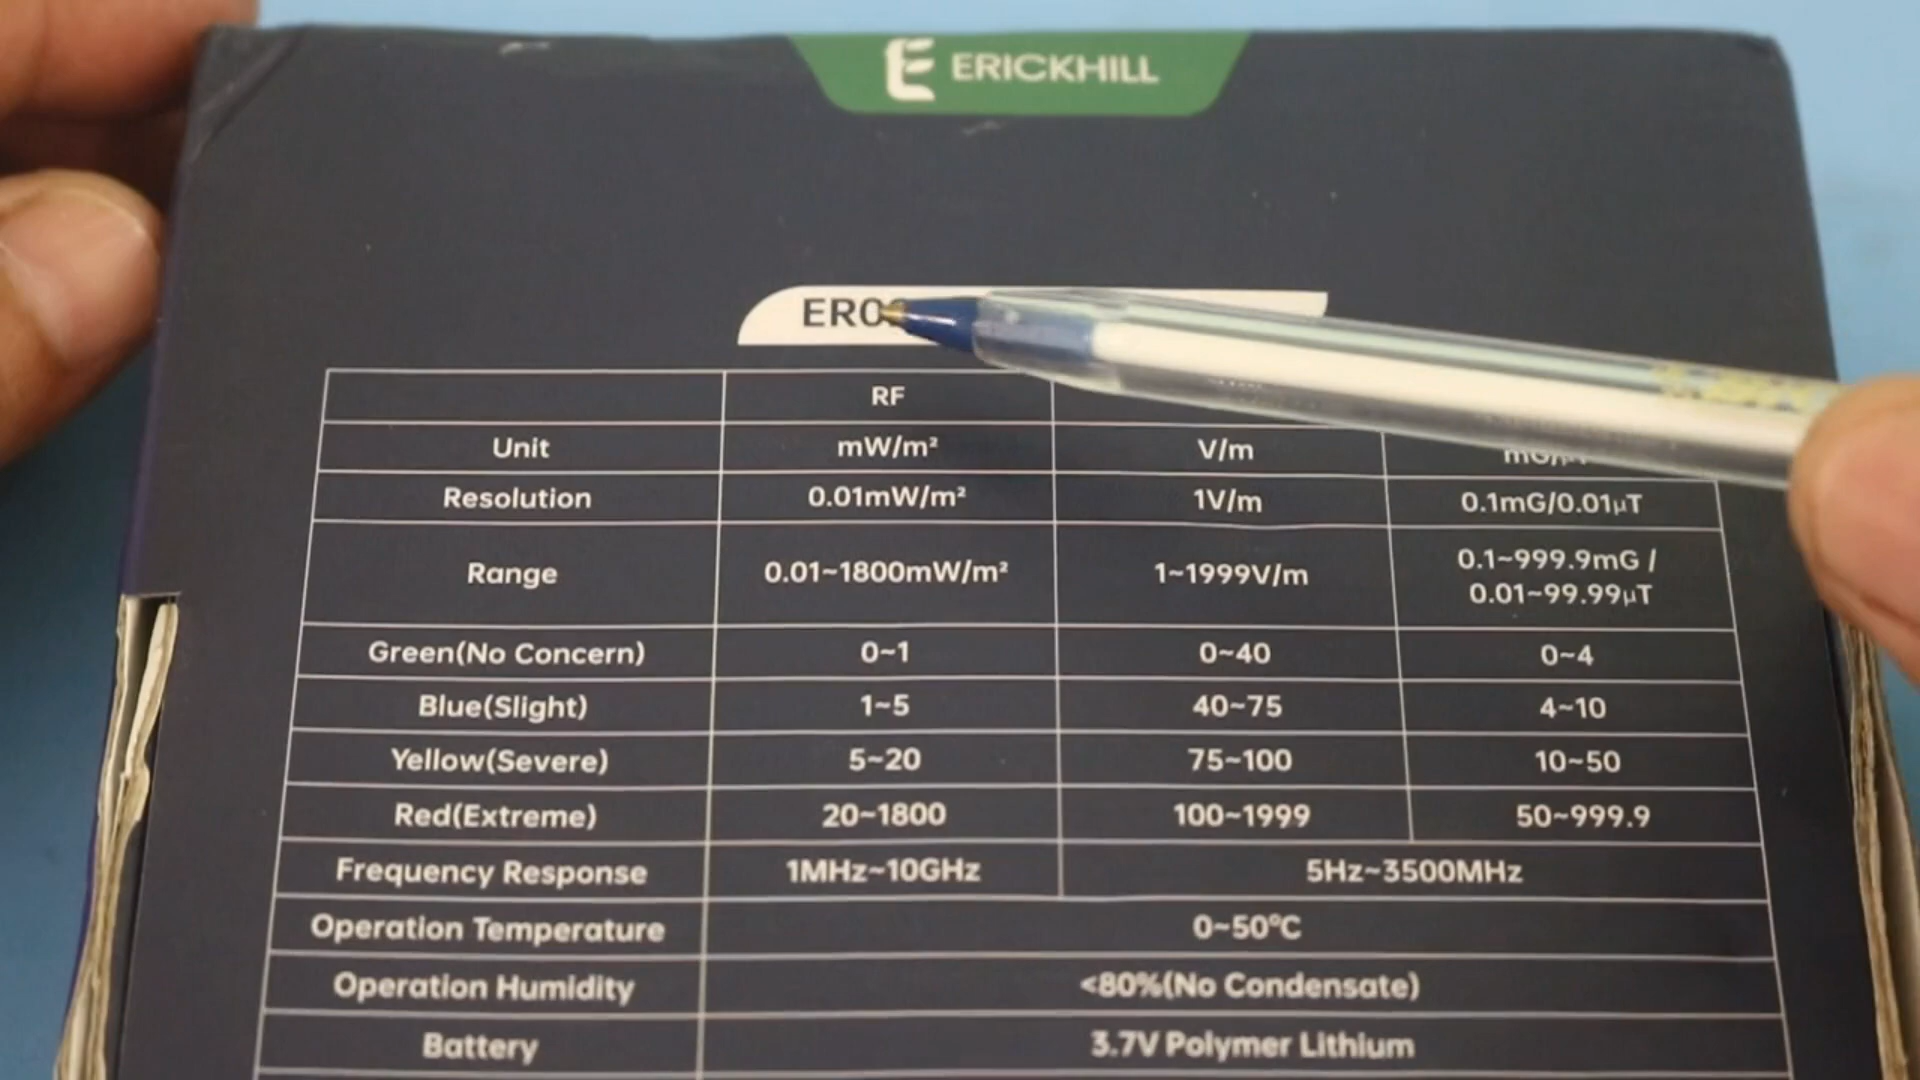 ERICKHILL
RF
Unit mW/m² V/m
Resolution 0.01mW/m² 1V/m 0.1mG/0.01μT
Range 0.01~1800mW/m² 1~1999V/m 0.1~999.9mG / 0.01~99.99μT
Green(No Concern) 0~1 0~40 0~4
Blue(Slight) 1~5 40~75 4~10
Yellow(Severe) 5~20 75~100 10~50
Red(Extreme) 20~1800 100~1999 50~999.9
Frequency Response 1MHz~10GHz 5Hz~3500MHz
Operation Temperature 0~50°C
Operation Humidity <80%(No Condensate)
Battery 3.7V Polymer Lithium